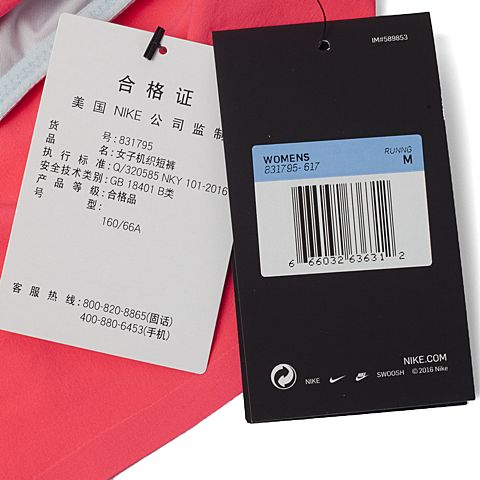 合格证
美国 NIKE 公司监制
货号:831795
品名:女子机织短裤
执行标准:Q/320585 NKY 101-2016
安全技术类别:GB 18401 B类
产品等级:合格品
号型:
160/66A
客服热线:800-820-8865(固话)
400-880-6453(手机)
IM#589853
WOMENS RUNNG
831795-617 M
6 66032 63631 2
NIKE.COM
NIKE SWOOSH © 2016 Nike